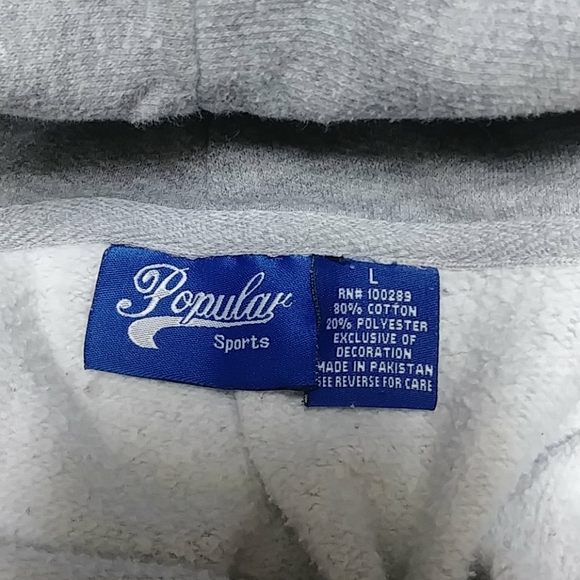 Popular
Sports
L
RN# 100289
80% COTTON
20% POLYESTER
EXCLUSIVE OF
DECORATION
MADE IN PAKISTAN
SEE REVERSE FOR CARE